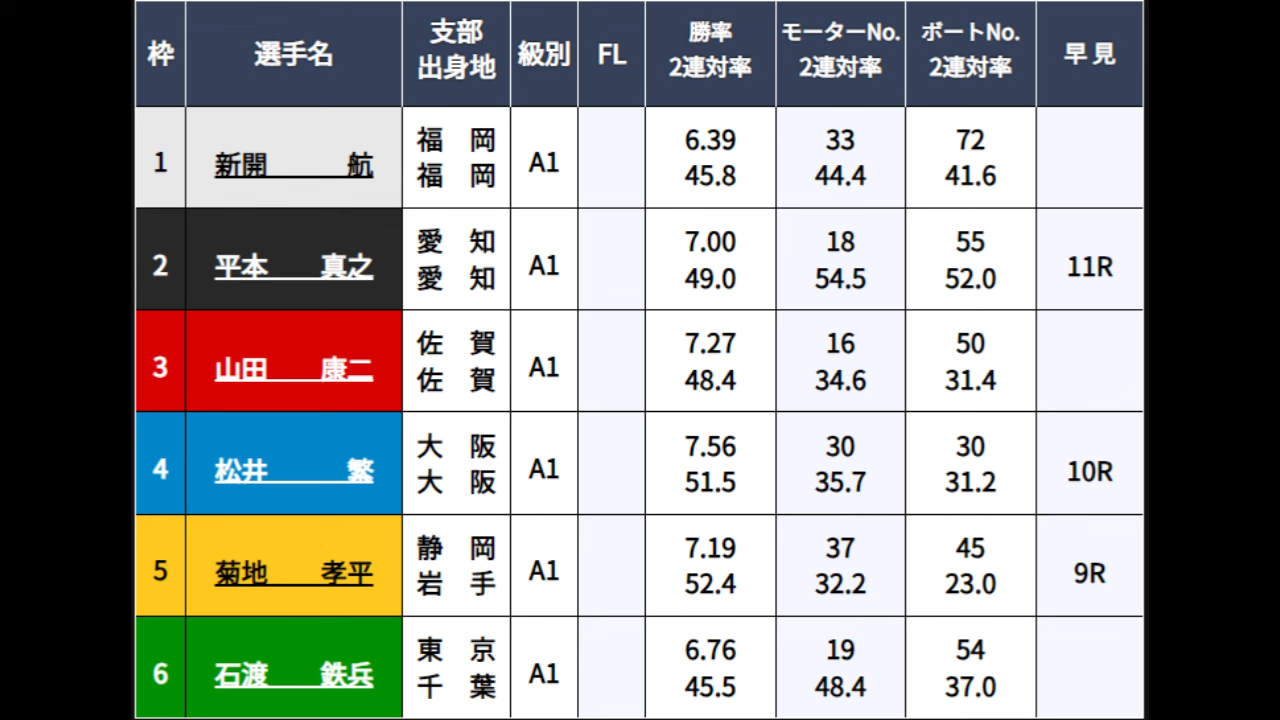 枠 選手名 支部 出身地 級別 FL 勝率 2連対率 モーターNo. 2連対率 ボートNo. 2連対率 早見
1 新開 航 福岡 福岡 A1 6.39 45.8 33 44.4 72 41.6
2 平本 真之 愛知 愛知 A1 7.00 49.0 18 54.5 55 52.0 11R
3 山田 康二 佐賀 佐賀 A1 7.27 48.4 16 34.6 50 31.4
4 松井 繁 大阪 大阪 A1 7.56 51.5 30 35.7 30 31.2 10R
5 菊地 孝平 静岡 岩手 A1 7.19 52.4 37 32.2 45 23.0 9R
6 石渡 鉄兵 東京 千葉 A1 6.76 45.5 19 48.4 54 37.0